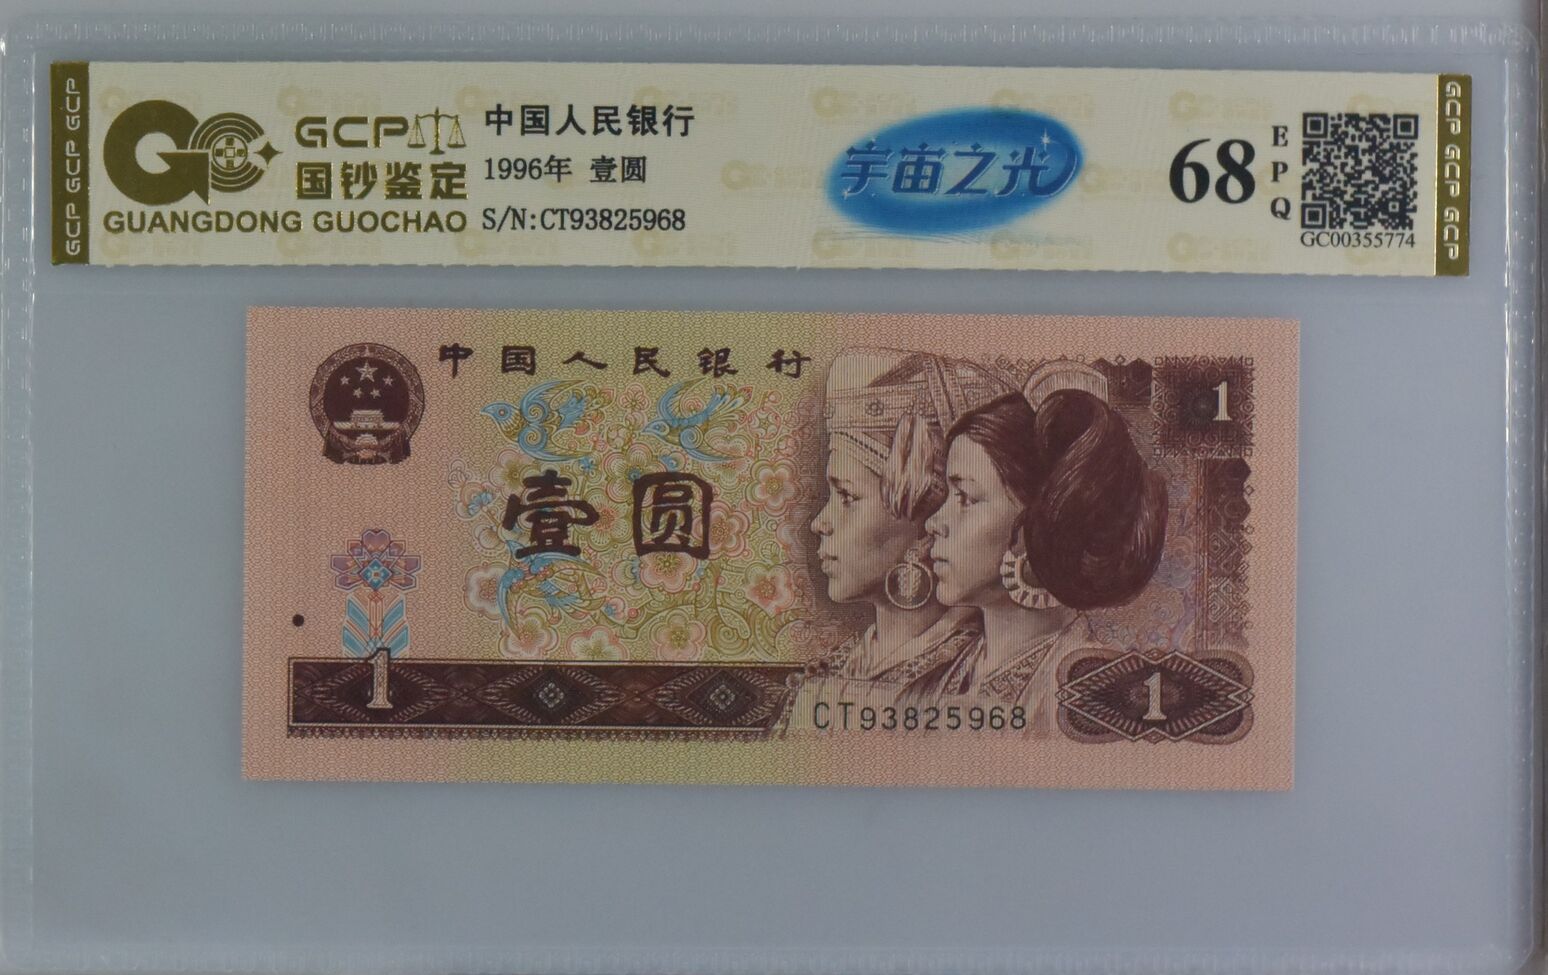 GCP GCP GCP
GCP
国钞鉴定
GUANGDONG GUOCHAO
中国人民银行
1996年 壹圆
S/N:CT93825968
宇宙之光
68
EPQ
GC00355774
GCP GCP GCP
中国人民银行
1
壹圆
1
CT93825968
1